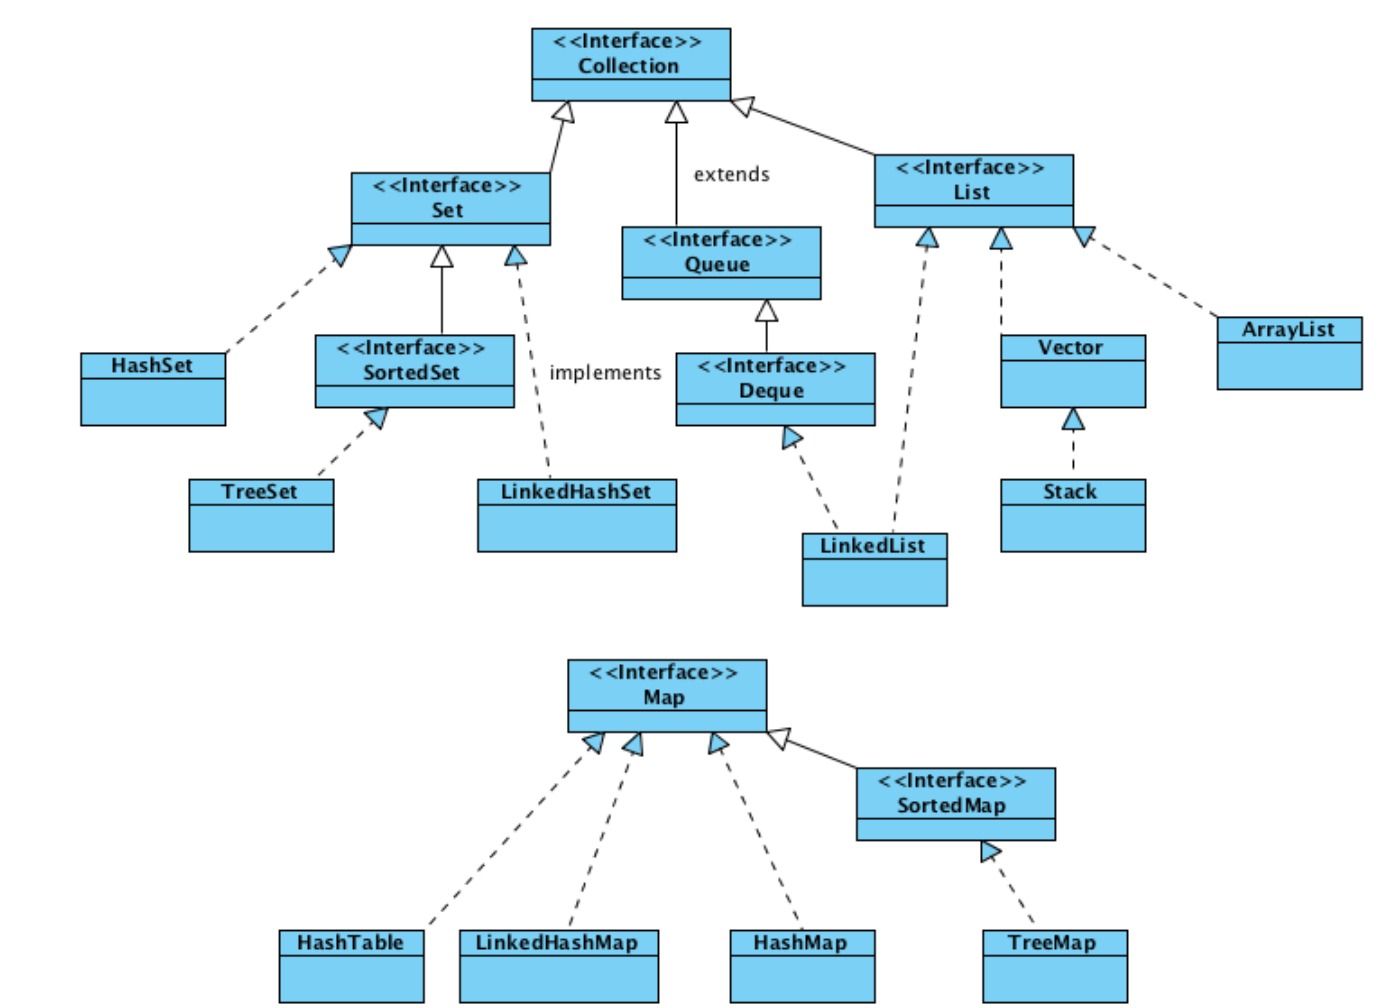 <<Interface>>
Collection
<<Interface>>
List
extends
<<Interface>>
Set
<<Interface>>
Queue
ArrayList
<<Interface>>
SortedSet
Vector
HashSet
implements
<<Interface>>
Deque
TreeSet
LinkedHashSet
Stack
LinkedList
<<Interface>>
Map
<<Interface>>
SortedMap
HashTable
LinkedHashMap
HashMap
TreeMap